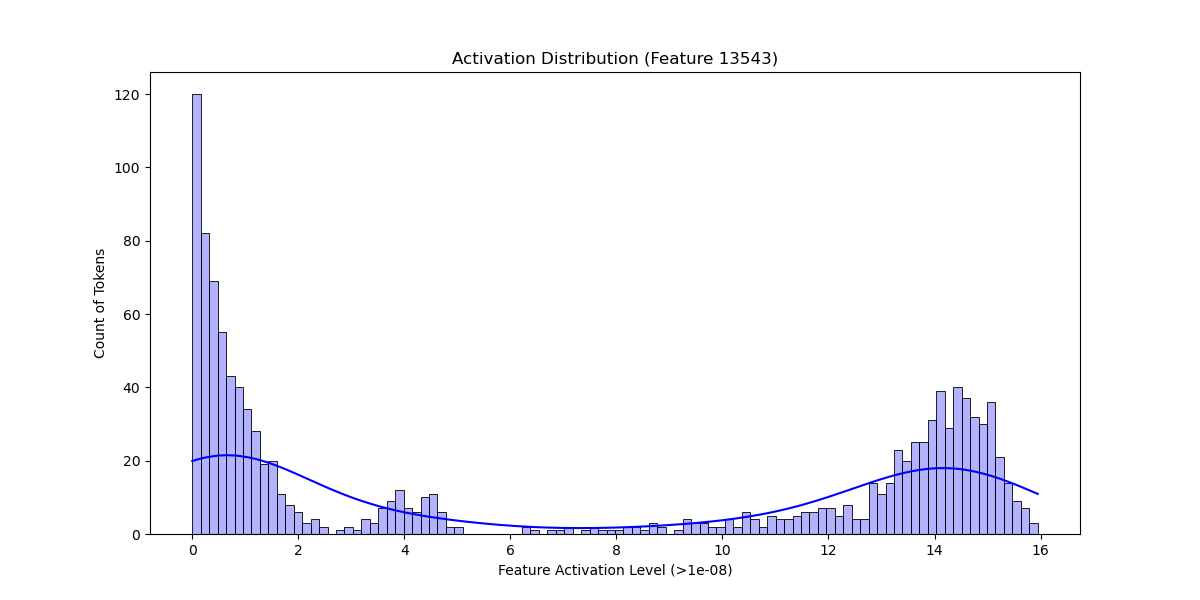 Activation Distribution (Feature 13543)
120
100
80
60
40
20
0
Count of Tokens
0 2 4 6 8 10 12 14 16
Feature Activation Level (>1e-08)